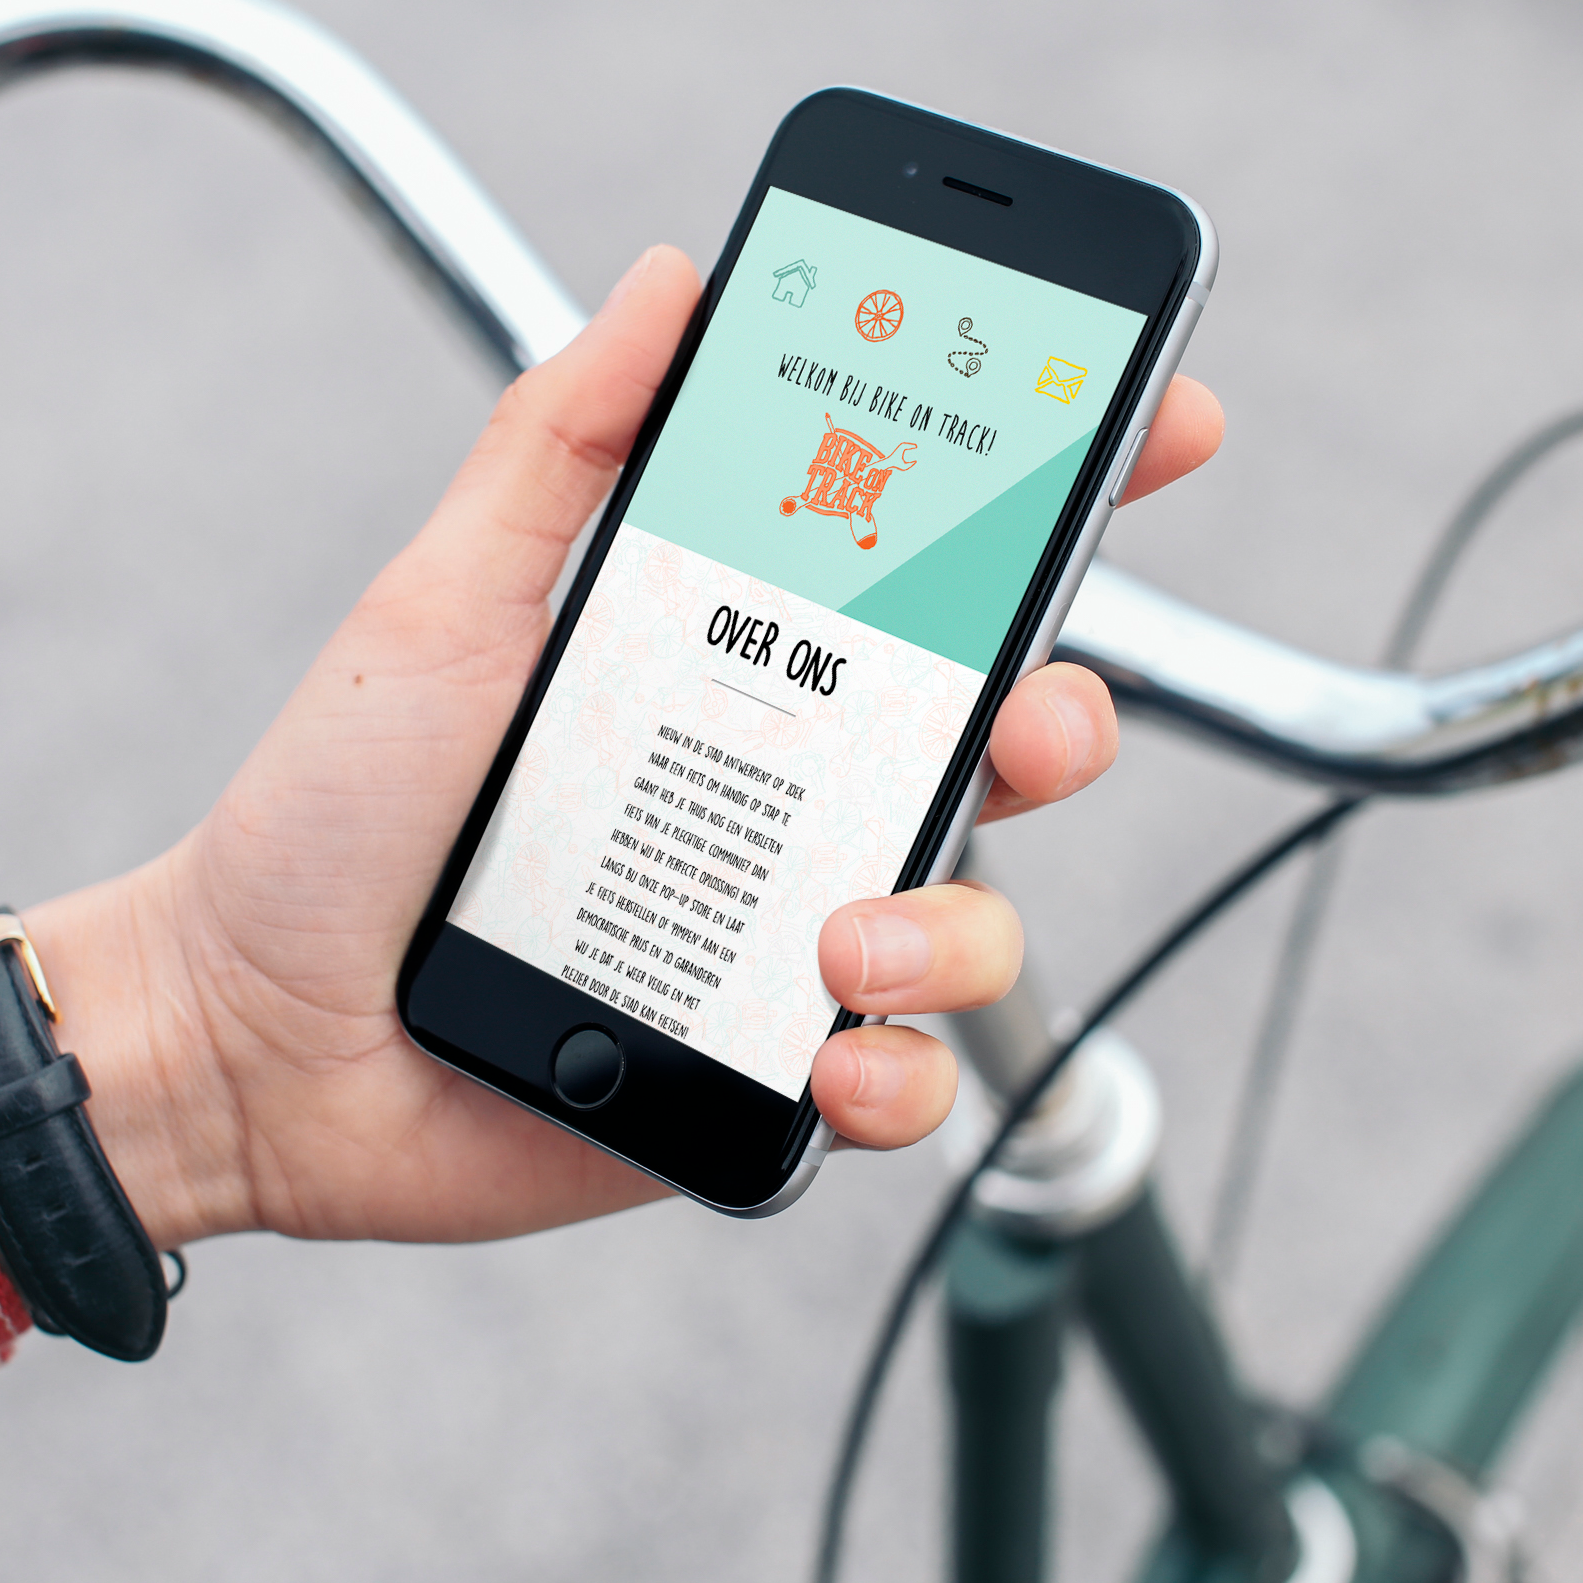 WELKOM BIJ BIKE ON TRACK!
BIKE ON
TRACK
OVER ONS
NIEUW IN DE STAD ANTWERPEN? OP ZOEK
NAAR EEN FIETS OM HANDIG OP STAP TE
GAAN? HEB JE THUIS NOG EEN VERSLETEN
FIETS VAN JE PLECHTIGE COMMUNIE? DAN
HEBBEN WIJ DE PERFECTE OPLOSSING! KOM
LANGS BIJ ONZE POP-UP STORE EN LAAT
JE FIETS HERSTELLEN OF 'PIMPEN' AAN EEN
DEMOCRATISCHE PRIJS EN ZO GARANDEREN
WIJ JE DAT JE WEER VEILIG EN MET
PLEZIER DOOR DE STAD KAN FIETSEN!